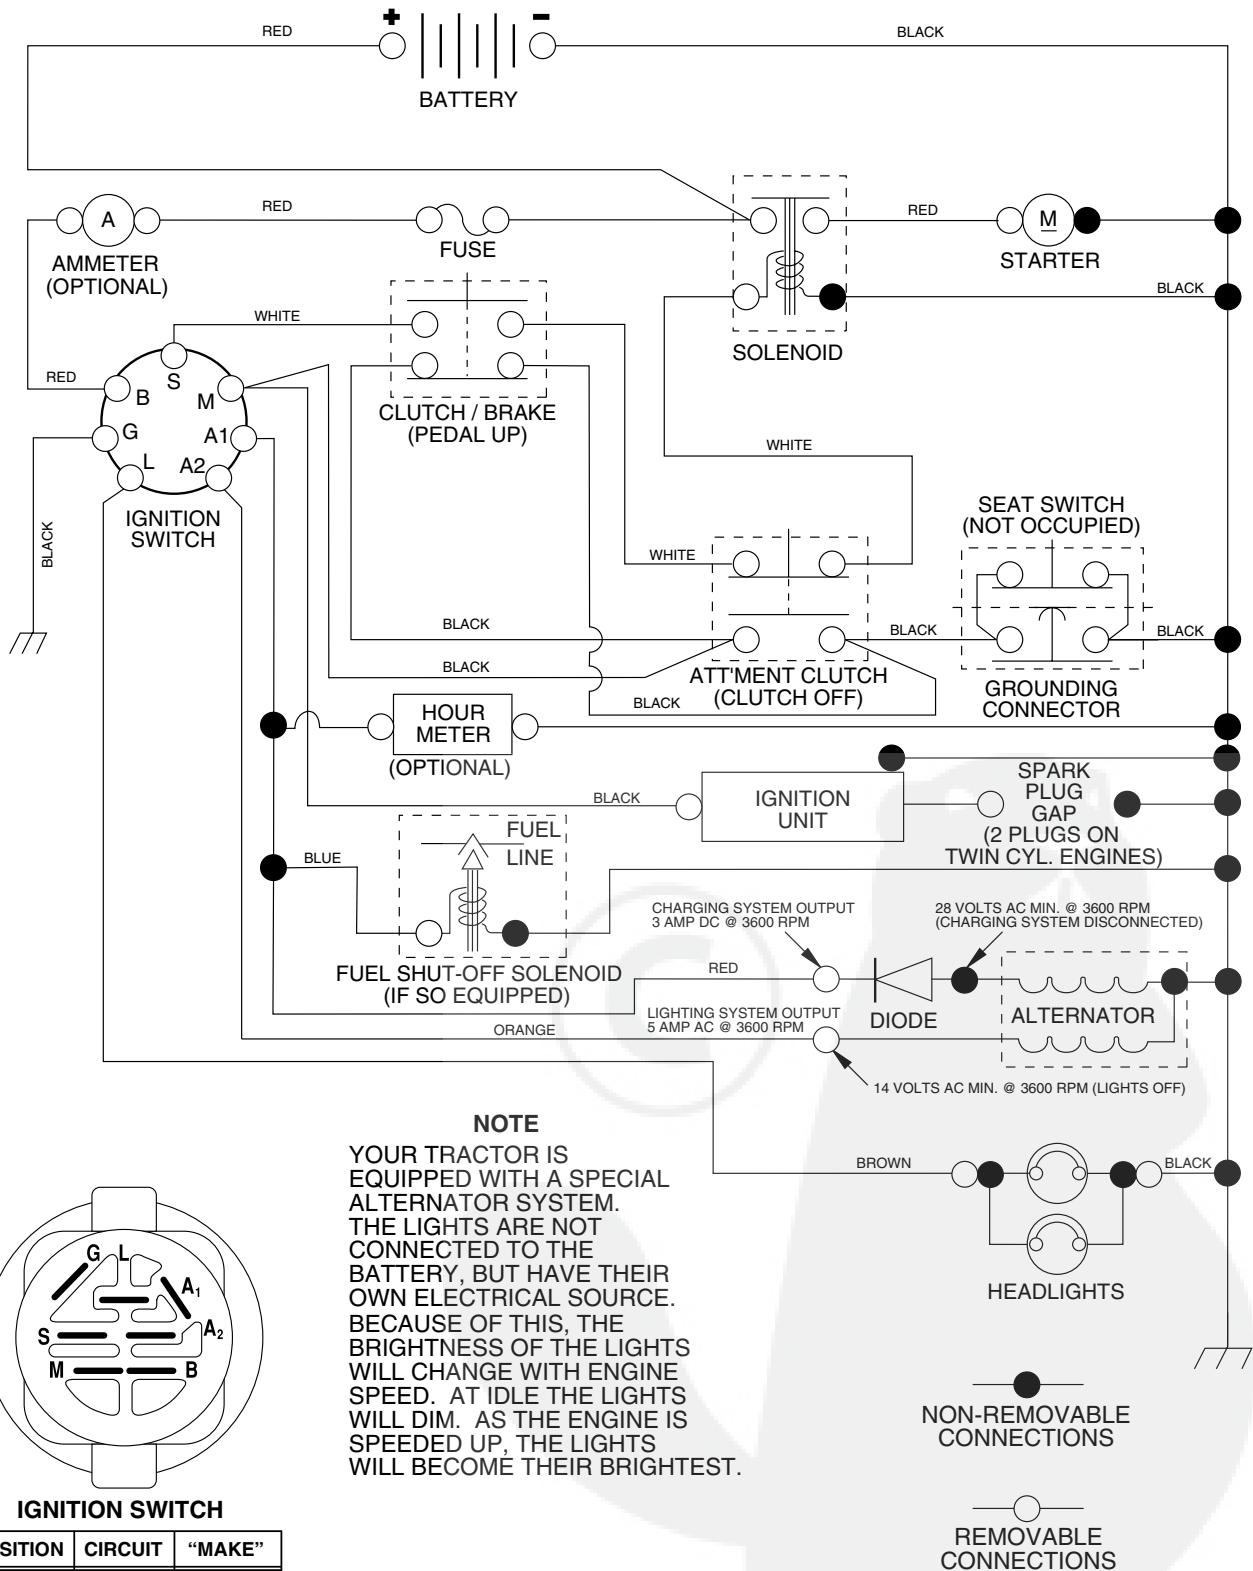 + −
RED
BLACK
BATTERY
RED
RED
A
M
FUSE
AMMETER
(OPTIONAL)
STARTER
BLACK
WHITE
SOLENOID
RED
S
B
M
G
A1
L
A2
CLUTCH / BRAKE
(PEDAL UP)
WHITE
IGNITION
SWITCH
BLACK
SEAT SWITCH
(NOT OCCUPIED)
WHITE
BLACK
BLACK
BLACK
BLACK
ATT'MENT CLUTCH
(CLUTCH OFF)
GROUNDING
CONNECTOR
BLACK
HOUR
METER
(OPTIONAL)
BLACK
IGNITION
UNIT
SPARK
PLUG
GAP
(2 PLUGS ON
TWIN CYL. ENGINES)
FUEL
LINE
BLUE
FUEL SHUT-OFF SOLENOID
(IF SO EQUIPPED)
CHARGING SYSTEM OUTPUT
3 AMP DC @ 3600 RPM
28 VOLTS AC MIN. @ 3600 RPM
(CHARGING SYSTEM DISCONNECTED)
RED
DIODE
ALTERNATOR
LIGHTING SYSTEM OUTPUT
5 AMP AC @ 3600 RPM
ORANGE
14 VOLTS AC MIN. @ 3600 RPM (LIGHTS OFF)
NOTE
YOUR TRACTOR IS
EQUIPPED WITH A SPECIAL
ALTERNATOR SYSTEM.
THE LIGHTS ARE NOT
CONNECTED TO THE
BATTERY, BUT HAVE THEIR
OWN ELECTRICAL SOURCE.
BECAUSE OF THIS, THE
BRIGHTNESS OF THE LIGHTS
WILL CHANGE WITH ENGINE
SPEED. AT IDLE THE LIGHTS
WILL DIM. AS THE ENGINE IS
SPEEDED UP, THE LIGHTS
WILL BECOME THEIR BRIGHTEST.
BROWN
BLACK
HEADLIGHTS
NON-REMOVABLE
CONNECTIONS
REMOVABLE
CONNECTIONS
G L
A1
S
A2
M
B
IGNITION SWITCH
SITION CIRCUIT “MAKE”
©